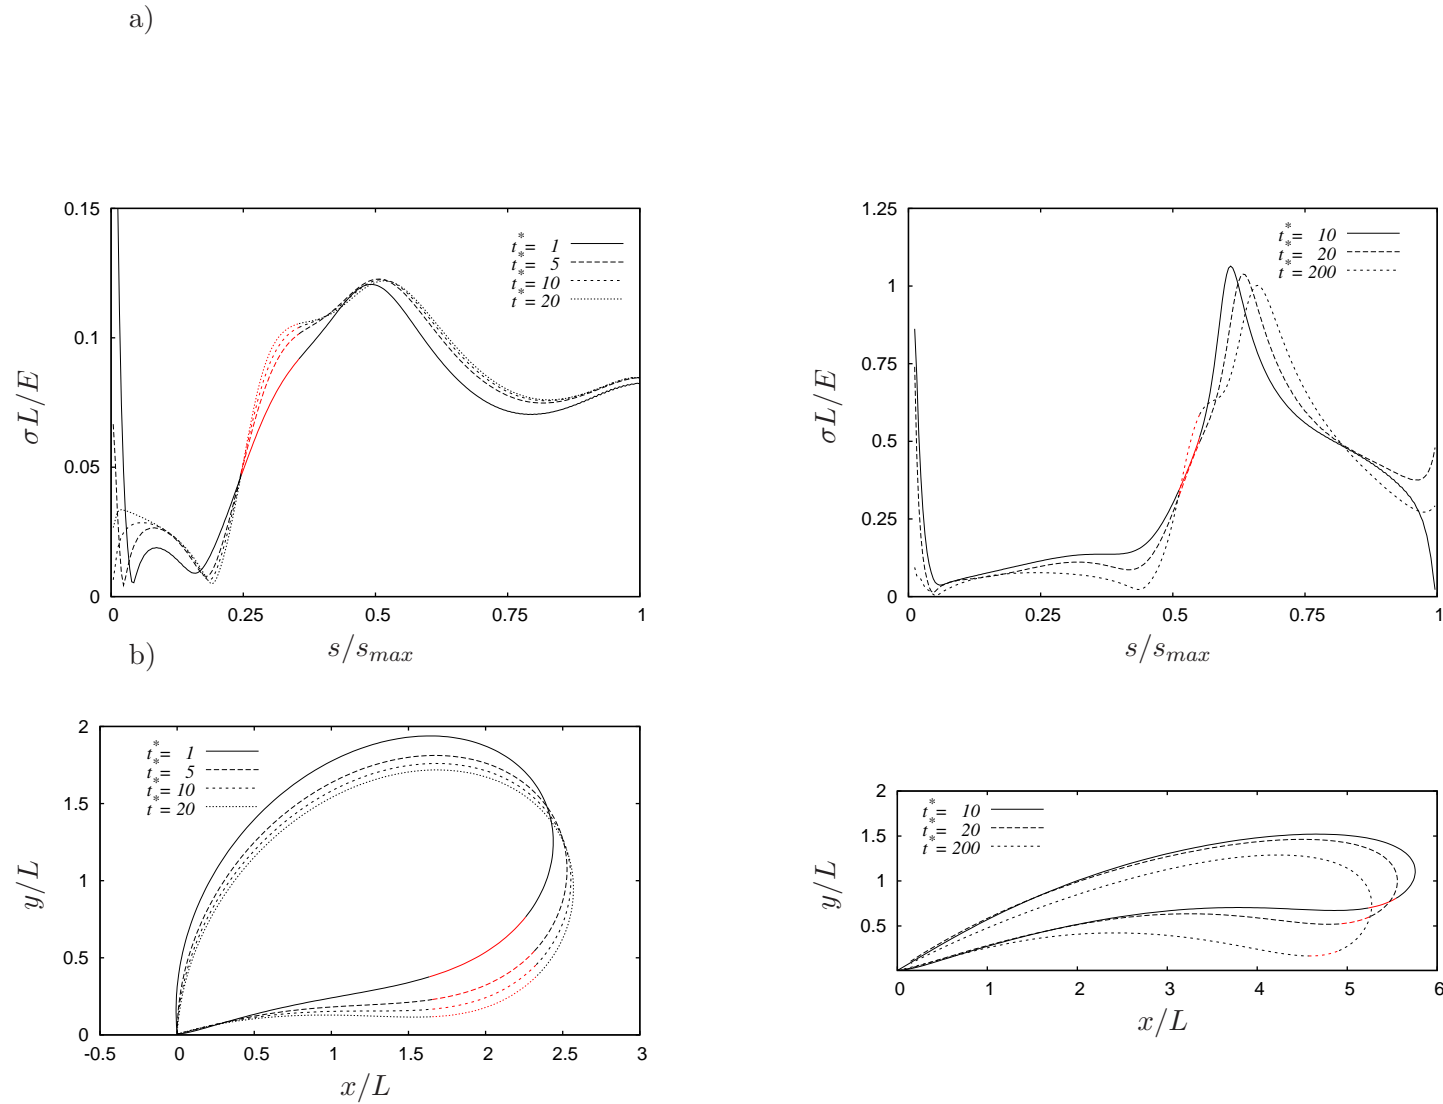 a)
0.15
0.1
0.05
0
σL/E
0 0.25 0.5 0.75 1
s/s_max
t*= 1
t*= 5
t*= 10
t*= 20
1.25
1
0.75
0.5
0.25
0
σL/E
0 0.25 0.5 0.75 1
s/s_max
t*= 10
t*= 20
t*= 200
b)
2
1.5
1
0.5
0
y/L
-0.5 0 0.5 1 1.5 2 2.5 3
x/L
t*= 1
t*= 5
t*= 10
t*= 20
2
1.5
1
0.5
y/L
0 1 2 3 4 5 6
x/L
t*= 10
t*= 20
t*= 200